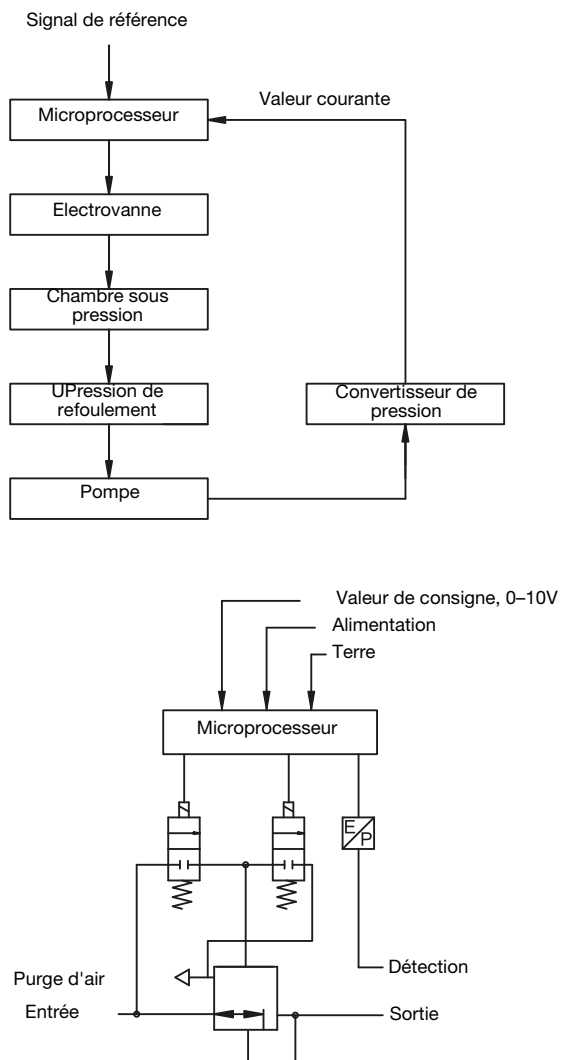 Signal de référence
Valeur courante
Microprocesseur
Electrovanne
Chambre sous
pression
UPression de
refoulement
Convertisseur de
pression
Pompe
Valeur de consigne, 0–10V
Alimentation
Terre
Microprocesseur
E/P
Détection
Purge d'air
Entrée
Sortie